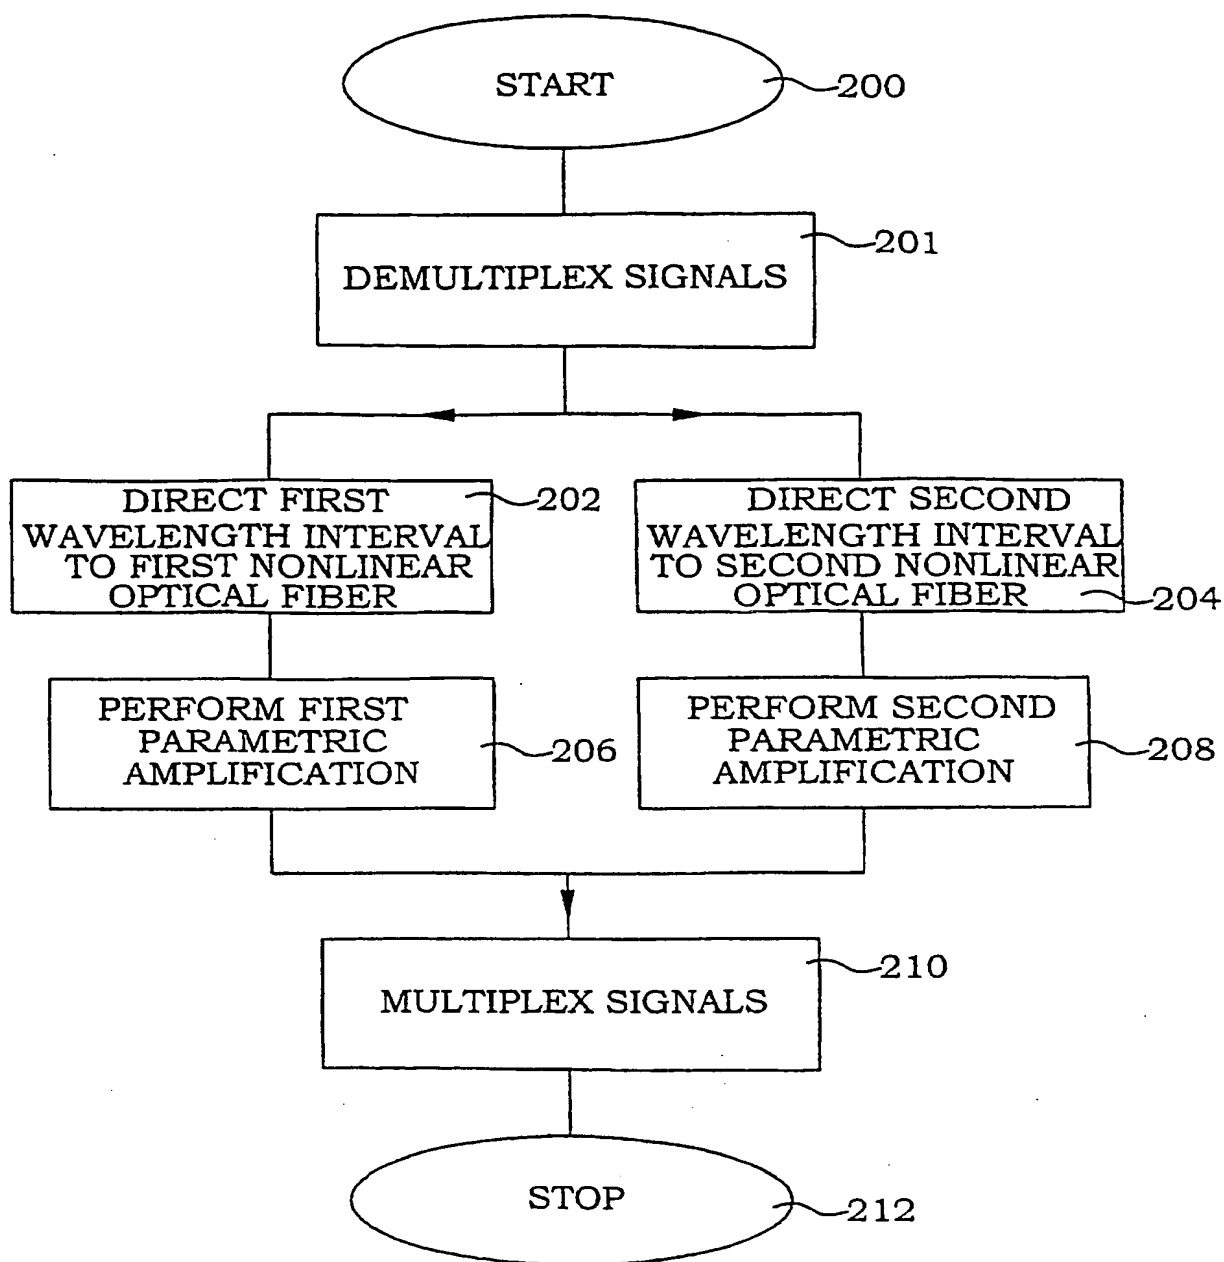 START
200
DEMULTIPLEX SIGNALS
201
DIRECT FIRST
WAVELENGTH INTERVAL
TO FIRST NONLINEAR
OPTICAL FIBER
202
DIRECT SECOND
WAVELENGTH INTERVAL
TO SECOND NONLINEAR
OPTICAL FIBER
204
PERFORM FIRST
PARAMETRIC
AMPLIFICATION
206
PERFORM SECOND
PARAMETRIC
AMPLIFICATION
208
MULTIPLEX SIGNALS
210
STOP
212